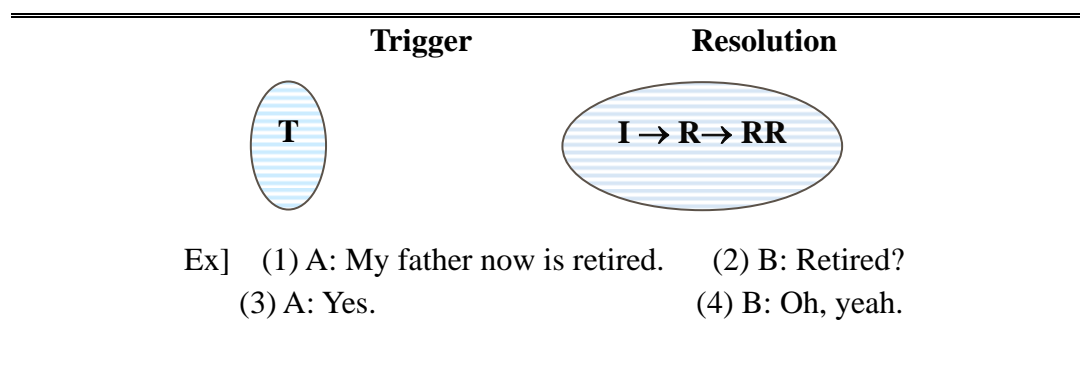 Trigger Resolution
T I → R→ RR
Ex] (1) A: My father now is retired. (2) B: Retired?
(3) A: Yes. (4) B: Oh, yeah.